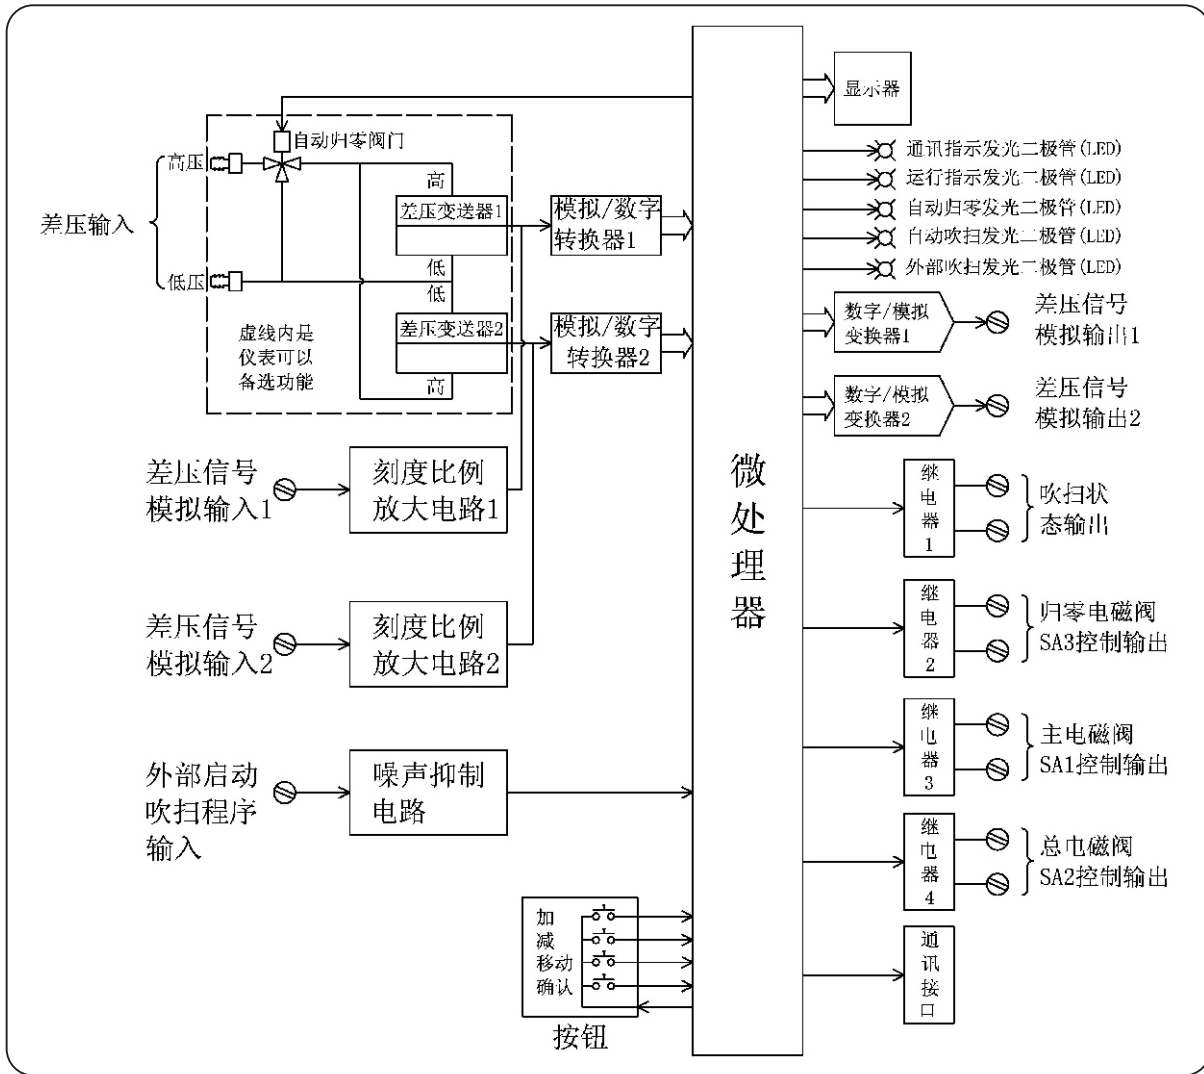 自动归零阀门
高压
差压输入
低压
高
差压变送器1
低
低
差压变送器2
高
虚线内是
仪表可以
备选功能
模拟/数字
转换器1
模拟/数字
转换器2
差压信号
模拟输入1
刻度比例
放大电路1
差压信号
模拟输入2
刻度比例
放大电路2
外部启动
吹扫程序
输入
噪声抑制
电路
加
减
移动
确认
按钮
微处理器
显示器
通讯指示发光二极管(LED)
运行指示发光二极管(LED)
自动归零发光二极管(LED)
自动吹扫发光二极管(LED)
外部吹扫发光二极管(LED)
数字/模拟
变换器1
差压信号
模拟输出1
数字/模拟
变换器2
差压信号
模拟输出2
继电器1
吹扫状
态输出
继电器2
归零电磁阀
SA3控制输出
继电器3
主电磁阀
SA1控制输出
继电器4
总电磁阀
SA2控制输出
通讯接口